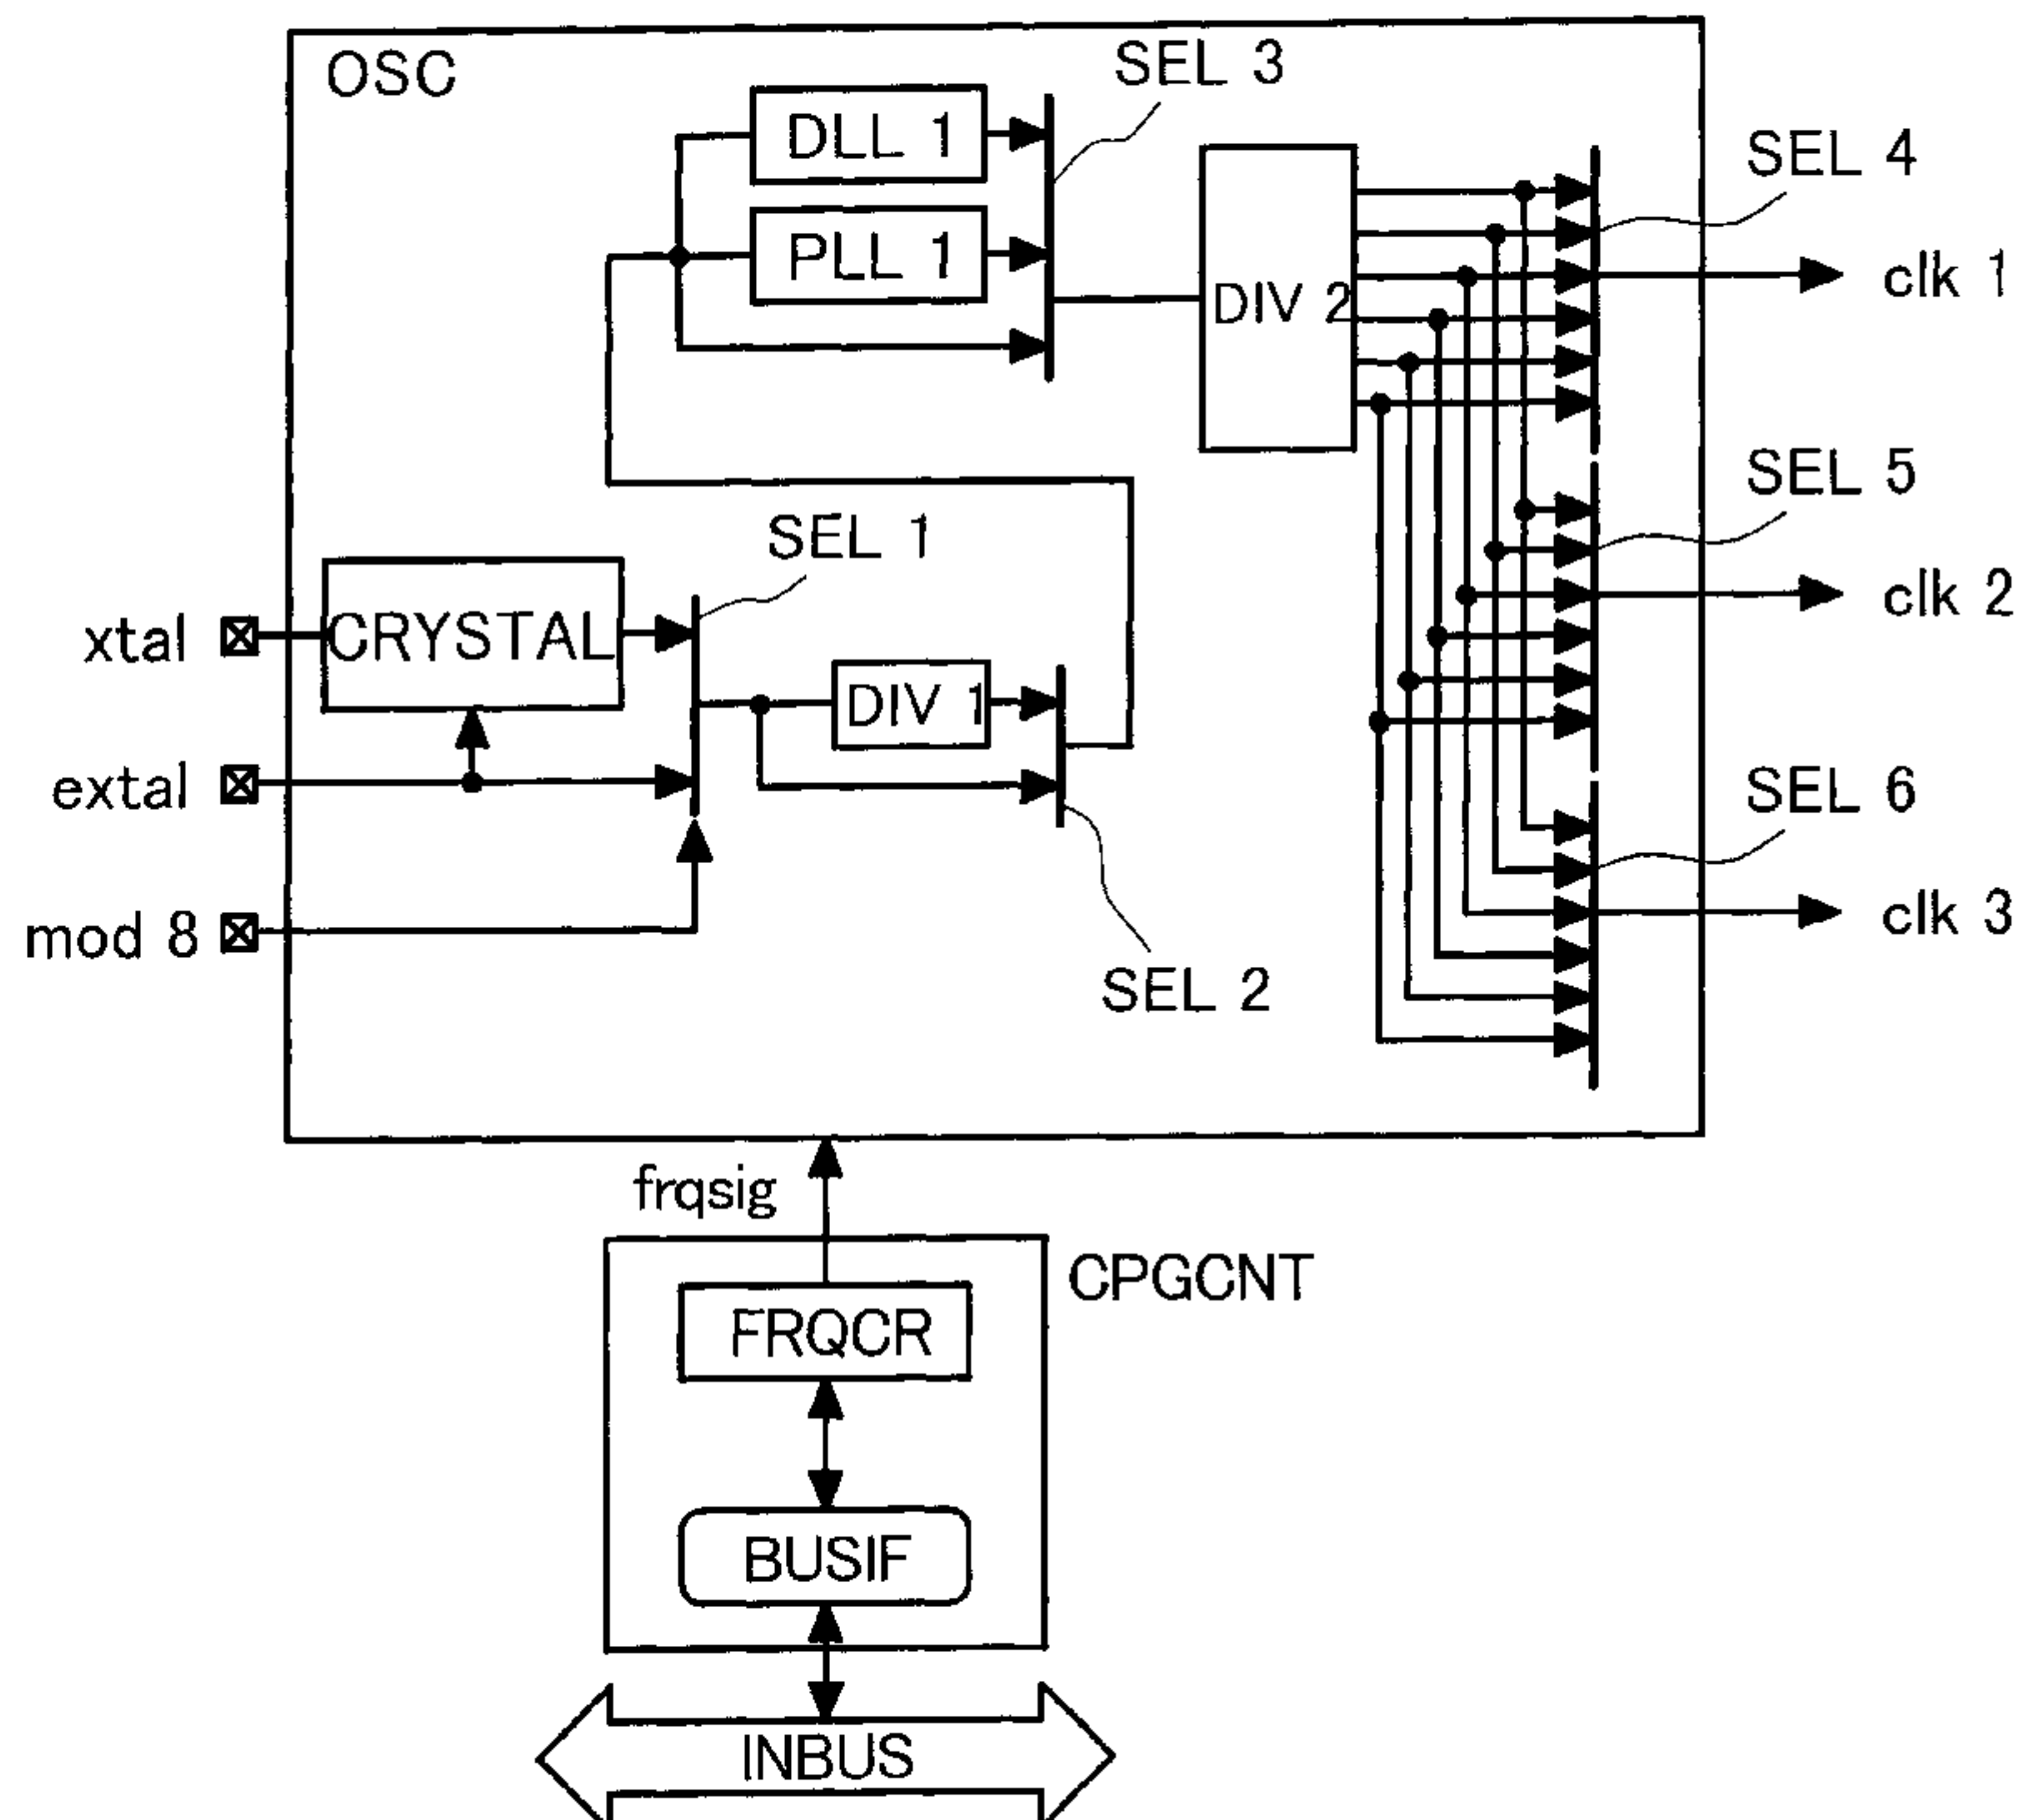 OSC
SEL 3
DLL 1
SEL 4
PLL 1
clk 1
DIV 2
SEL 5
SEL 1
clk 2
xtal
CRYSTAL
DIV 1
extal
SEL 6
clk 3
mod 8
SEL 2
frqsig
CPGCNT
FRQCR
BUSIF
INBUS